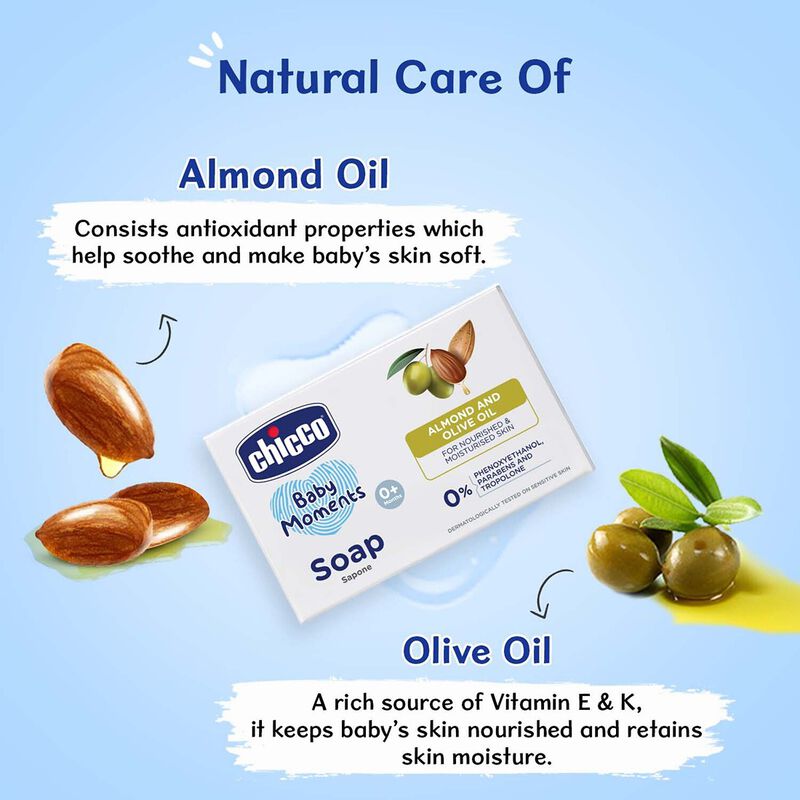 Natural Care Of
Almond Oil
Consists antioxidant properties which
help soothe and make baby's skin soft.
chicco
Baby
Moments
0+
Months
Soap
Sapone
ALMOND AND
OLIVE OIL
FOR NOURISHED &
MOISTURISED SKIN
0%
PHENOXYETHANOL,
PARABENS AND
TROPOLONE
DERMATOLOGICALLY TESTED ON SENSITIVE SKIN
Olive Oil
A rich source of Vitamin E & K,
it keeps baby's skin nourished and retains
skin moisture.